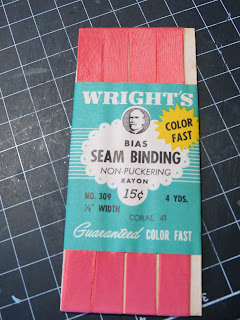 WRIGHT'S
COLOR
FAST
BIAS
SEAM BINDING
NON-PUCKERING
RAYON
15¢
NO. 309
4 YDS.
½" WIDTH
CORAL 41
Guaranteed COLOR FAST